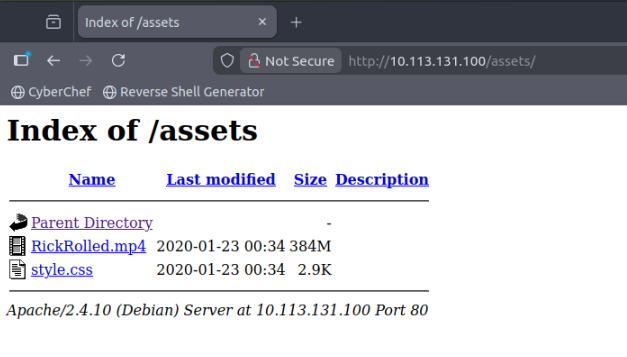 Index of /assets
Not Secure http://10.113.131.100/assets/
CyberChef Reverse Shell Generator
Index of /assets
Name Last modified Size Description
Parent Directory -
RickRolled.mp4 2020-01-23 00:34 384M
style.css 2020-01-23 00:34 2.9K
Apache/2.4.10 (Debian) Server at 10.113.131.100 Port 80